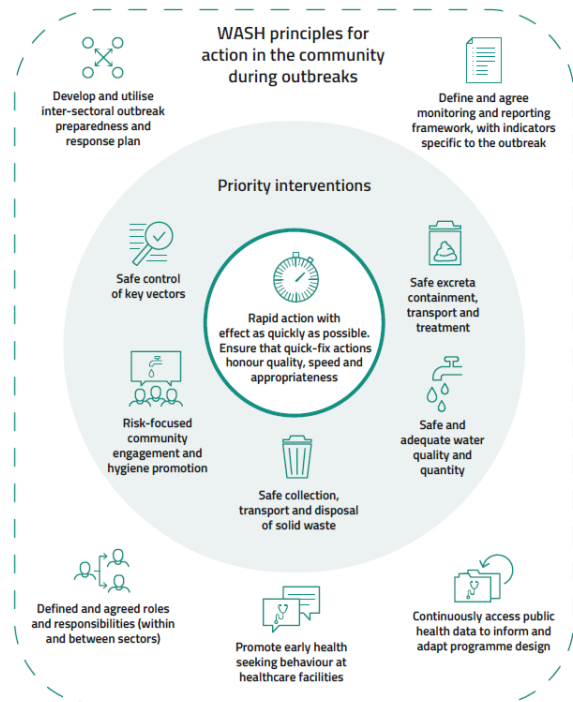 WASH principles for
action in the community
during outbreaks
Develop and utilise
inter-sectoral outbreak
preparedness and
response plan
Define and agree
monitoring and reporting
framework, with indicators
specific to the outbreak
Priority interventions
Safe control
of key vectors
Rapid action with
effect as quickly as possible.
Ensure that quick-fix actions
honour quality, speed and
appropriateness
Safe excreta
containment,
transport and
treatment
Risk-focused
community
engagement and
hygiene promotion
Safe and
adequate water
quality and
quantity
Safe collection,
transport and disposal
of solid waste
Defined and agreed roles
and responsibilities (within
and between sectors)
Promote early health
seeking behaviour at
healthcare facilities
Continuously access public
health data to inform and
adapt programme design